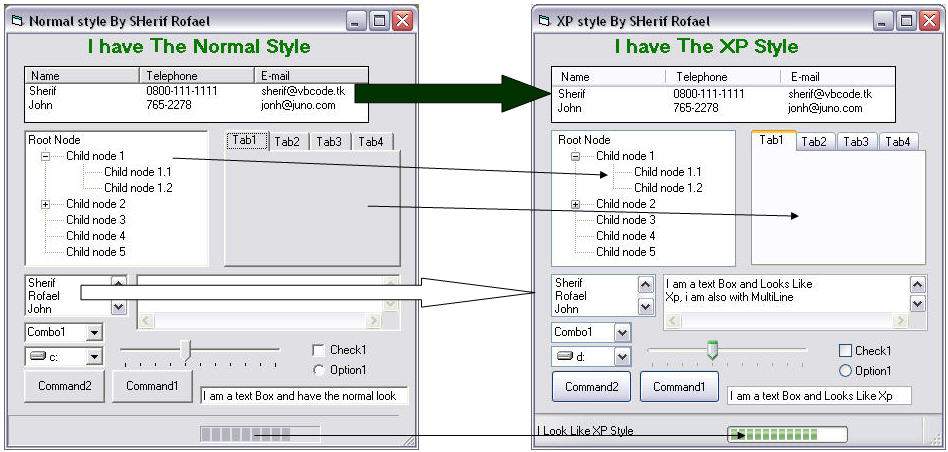 Normal style By SHerif Rofael
I have The Normal Style
Name Telephone E-mail
Sherif 0800-111-1111 sherif@vbcode.tk
John 765-2278 jonh@juno.com
Root Node
Child node 1
Child node 1.1
Child node 1.2
Child node 2
Child node 3
Child node 4
Child node 5
Tab1 Tab2 Tab3 Tab4
Sherif
Rofael
John
Combo1
c:
Check1
Option1
Command2 Command1
I am a text Box and have the normal look
XP style By SHerif Rofael
I have The XP Style
Name Telephone E-mail
Sherif 0800-111-1111 sherif@vbcode.tk
John 765-2278 jonh@juno.com
Root Node
Child node 1
Child node 1.1
Child node 1.2
Child node 2
Child node 3
Child node 4
Child node 5
Tab1 Tab2 Tab3 Tab4
Sherif
Rofael
John
I am a text Box and Looks Like
Xp, i am also with MultiLine
Combo1
d:
Check1
Option1
Command2 Command1
I am a text Box and Looks Like Xp
I Look Like XP Style